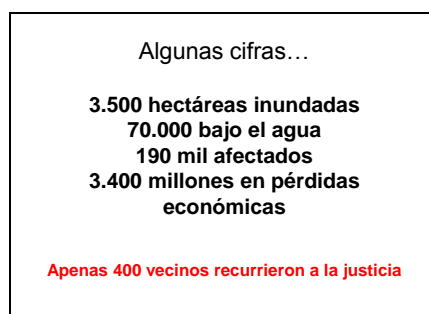 Algunas cifras…
3.500 hectáreas inundadas
70.000 bajo el agua
190 mil afectados
3.400 millones en pérdidas
económicas
Apenas 400 vecinos recurrieron a la justicia